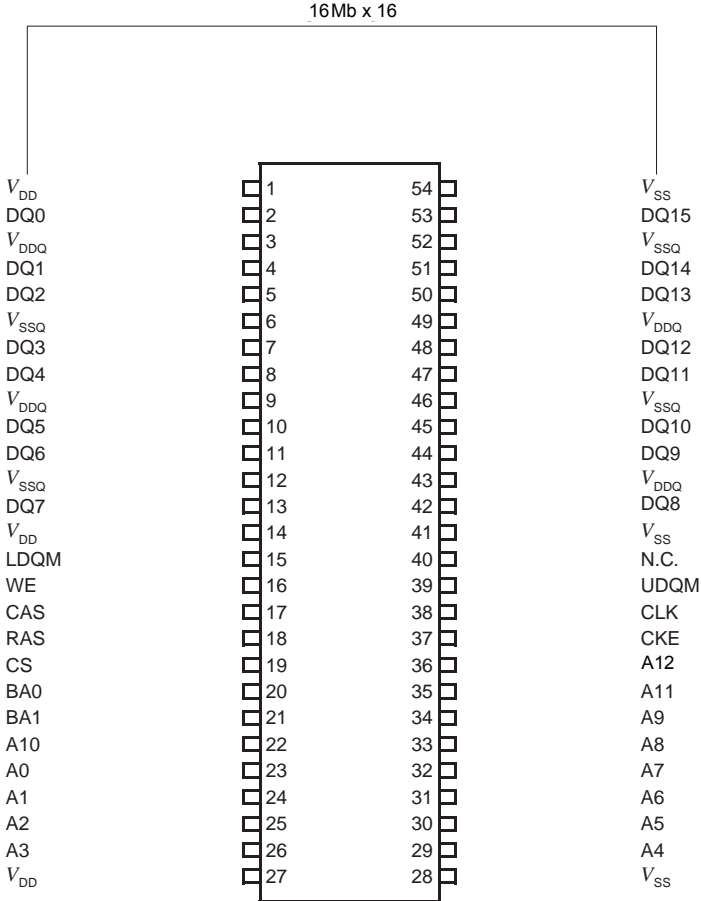 16Mb x 16
VDD 1 54 VSS
DQ0 2 53 DQ15
VDDQ 3 52 VSSQ
DQ1 4 51 DQ14
DQ2 5 50 DQ13
VSSQ 6 49 VDDQ
DQ3 7 48 DQ12
DQ4 8 47 DQ11
VDDQ 9 46 VSSQ
DQ5 10 45 DQ10
DQ6 11 44 DQ9
VSSQ 12 43 VDDQ
DQ7 13 42 DQ8
VDD 14 41 VSS
LDQM 15 40 N.C.
WE 16 39 UDQM
CAS 17 38 CLK
RAS 18 37 CKE
CS 19 36 A12
BA0 20 35 A11
BA1 21 34 A9
A10 22 33 A8
A0 23 32 A7
A1 24 31 A6
A2 25 30 A5
A3 26 29 A4
VDD 27 28 VSS